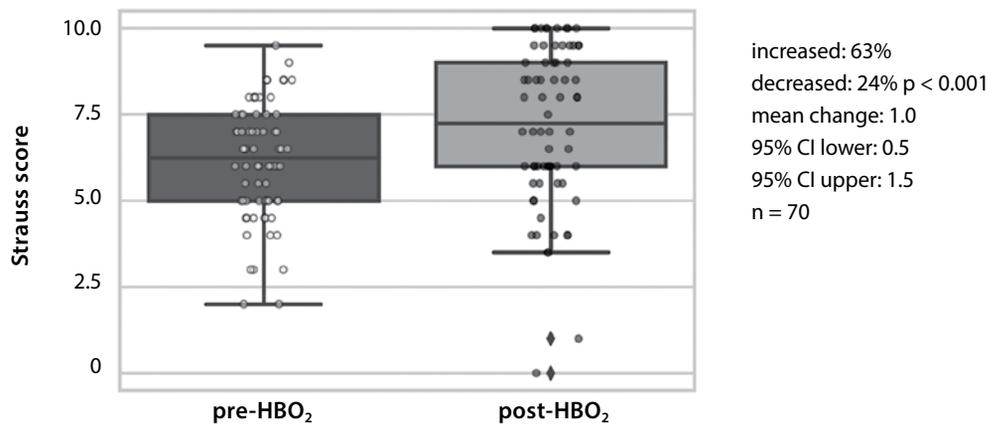 Strauss score
10.0
7.5
5.0
2.5
0
pre-HBO₂
post-HBO₂
increased: 63%
decreased: 24% p < 0.001
mean change: 1.0
95% CI lower: 0.5
95% CI upper: 1.5
n = 70